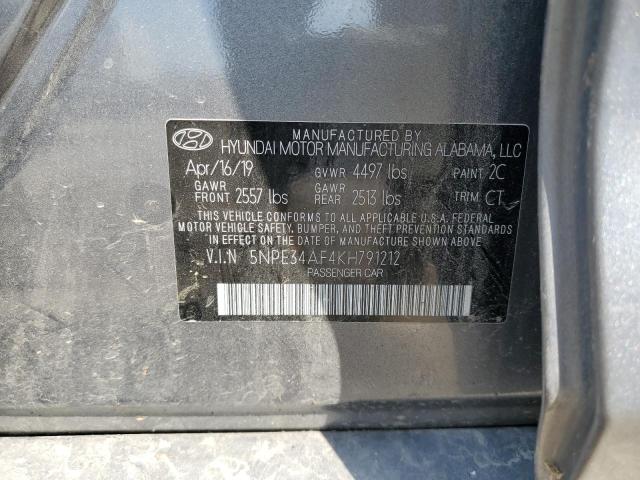 MANUFACTURED BY
HYUNDAI MOTOR MANUFACTURING ALABAMA, LLC
Apr/16/19 GVWR 4497 lbs PAINT 2C
GAWR FRONT 2557 lbs GAWR REAR 2513 lbs TRIM CT
THIS VEHICLE CONFORMS TO ALL APPLICABLE U.S.A. FEDERAL
MOTOR VEHICLE SAFETY, BUMPER, AND THEFT PREVENTION STANDARDS
IN EFFECT ON THE DATE OF MANUFACTURE SHOWN ABOVE.
V.I.N 5NPE34AF4KH791212
PASSENGER CAR